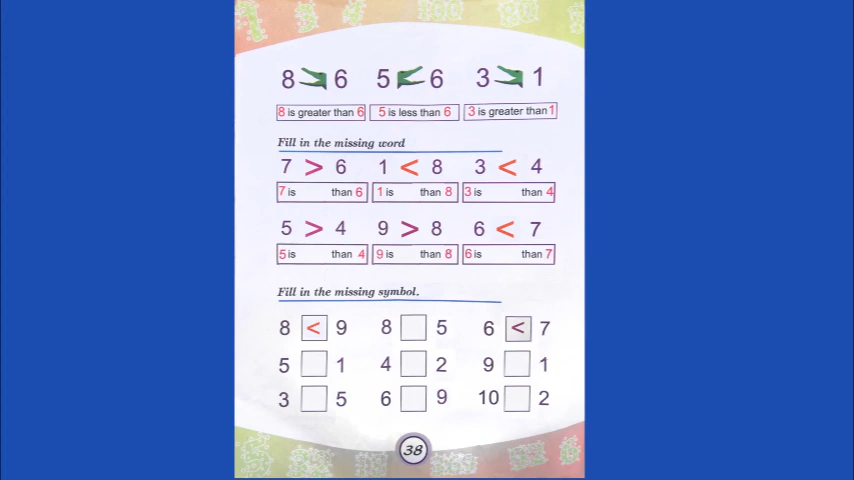 8 6 5 6 3 1
8 is greater than 6 5 is less than 6 3 is greater than 1
Fill in the missing word
7 > 6 1 < 8 3 < 4
7 is than 6 1 is than 8 3 is than 4
5 > 4 9 > 8 6 < 7
5 is than 4 9 is than 8 6 is than 7
Fill in the missing symbol.
8 < 9 8 5 6 < 7
5 1 4 2 9 1
3 5 6 9 10 2
38